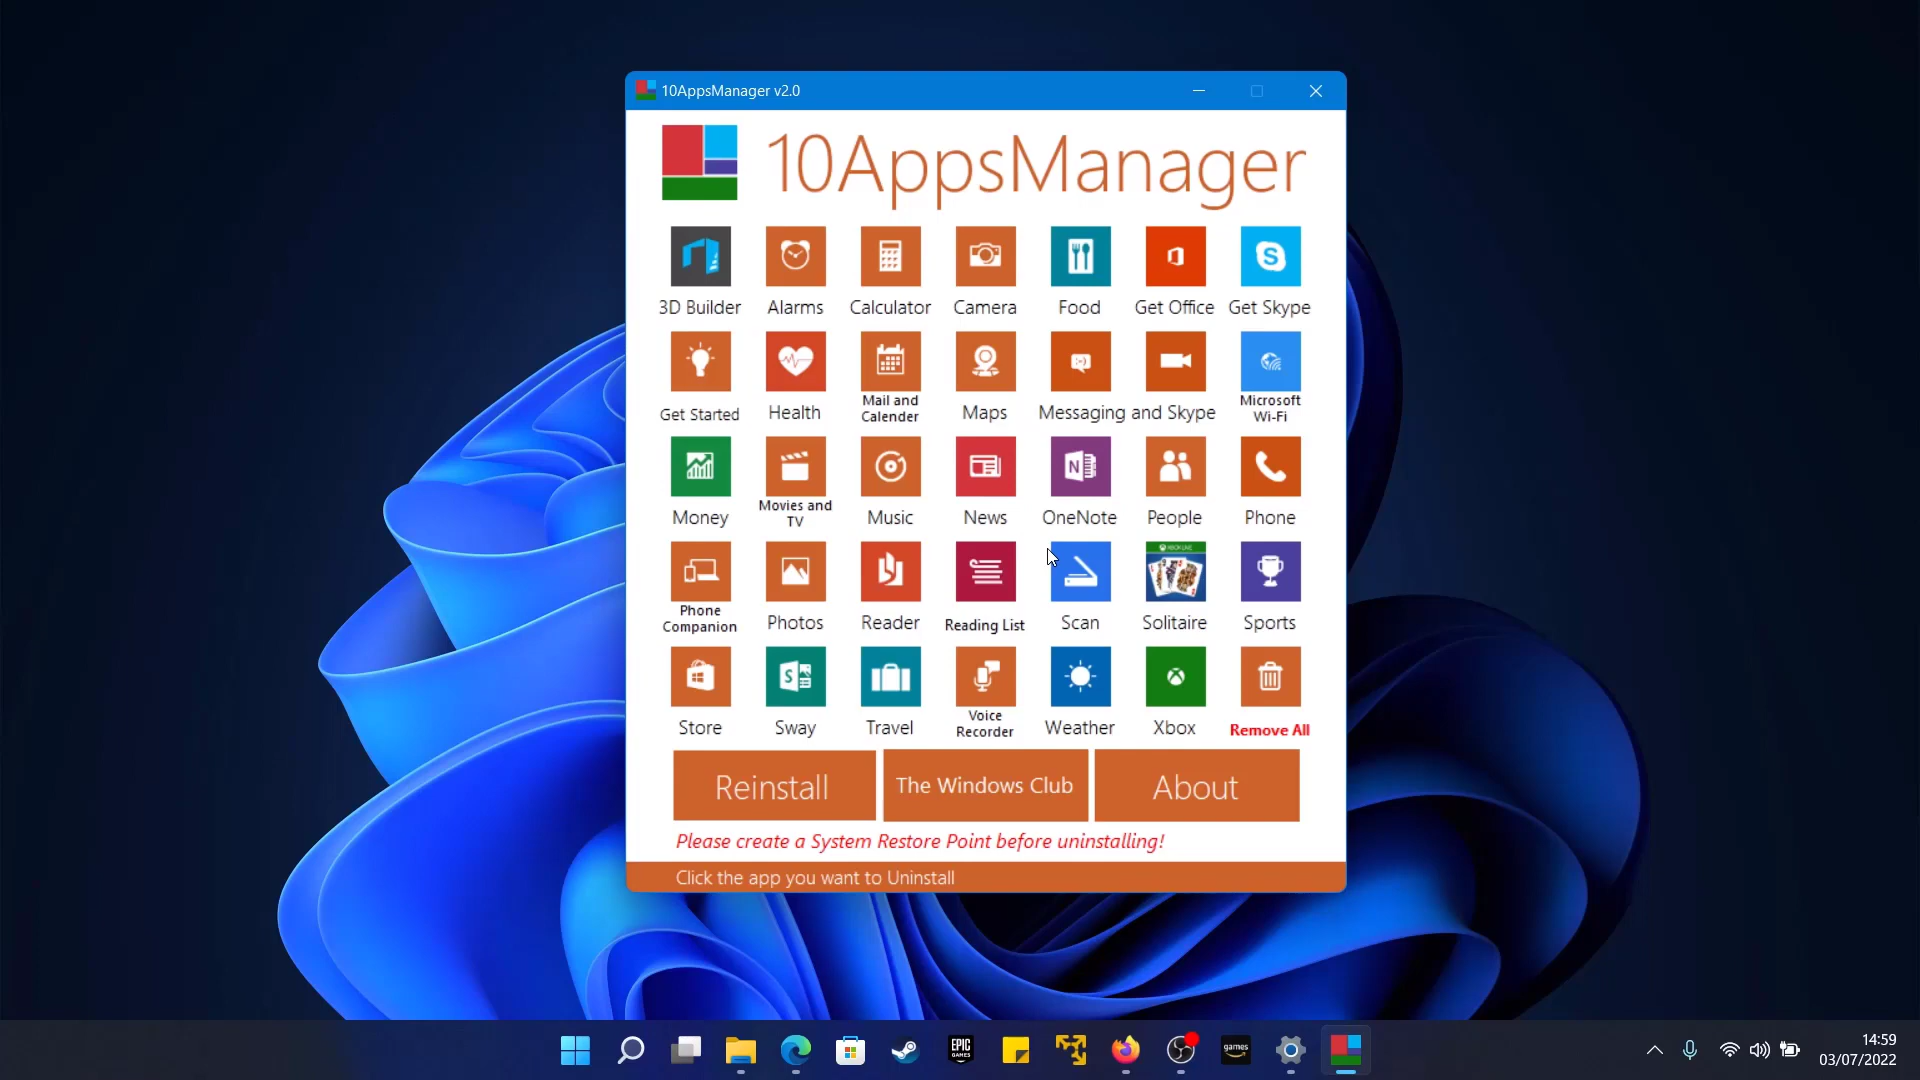 10AppsManager v2.0
10AppsManager
3D Builder Alarms Calculator Camera Food Get Office Get Skype
Get Started Health Mail and Calender Maps Messaging and Skype Microsoft Wi-Fi
Money Movies and TV Music News OneNote People Phone
Phone Companion Photos Reader Reading List Scan Solitaire Sports
Store Sway Travel Voice Recorder Weather Xbox Remove All
Reinstall The Windows Club About
Please create a System Restore Point before uninstalling!
Click the app you want to Uninstall
EPIC GAMES
games
14:59
03/07/2022